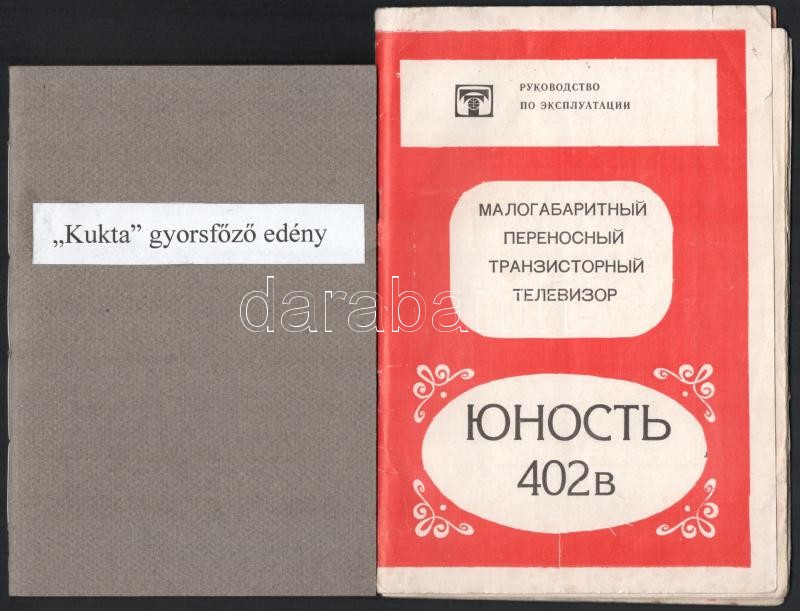 „Kukta” gyorsfőző edény
РУКОВОДСТВО
ПО ЭКСПЛУАТАЦИИ
МАЛОГАБАРИТНЫЙ
ПЕРЕНОСНЫЙ
ТРАНЗИСТОРНЫЙ
ТЕЛЕВИЗОР
ЮНОСТЬ
402в
darabanth